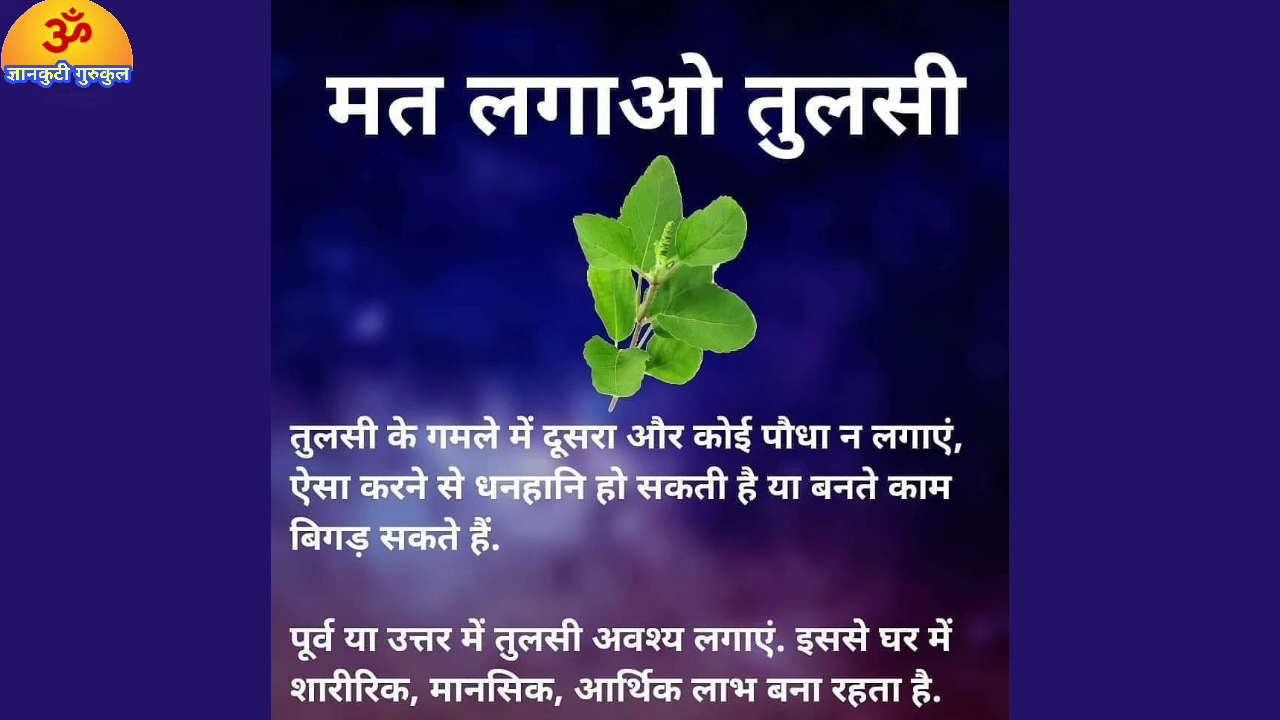 ॐ
ज्ञानकुटी गुरुकुल
मत लगाओ तुलसी
तुलसी के गमले में दूसरा और कोई पौधा न लगाएं,
ऐसा करने से धनहानि हो सकती है या बनते काम
बिगड़ सकते हैं.
पूर्व या उत्तर में तुलसी अवश्य लगाएं. इससे घर में
शारीरिक, मानसिक, आर्थिक लाभ बना रहता है.